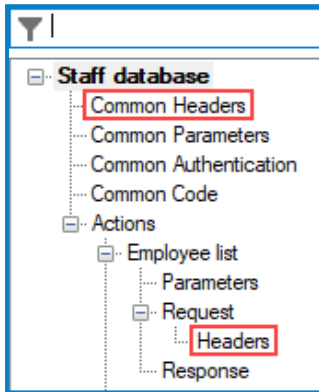 Staff database
Common Headers
Common Parameters
Common Authentication
Common Code
Actions
Employee list
Parameters
Request
Headers
Response